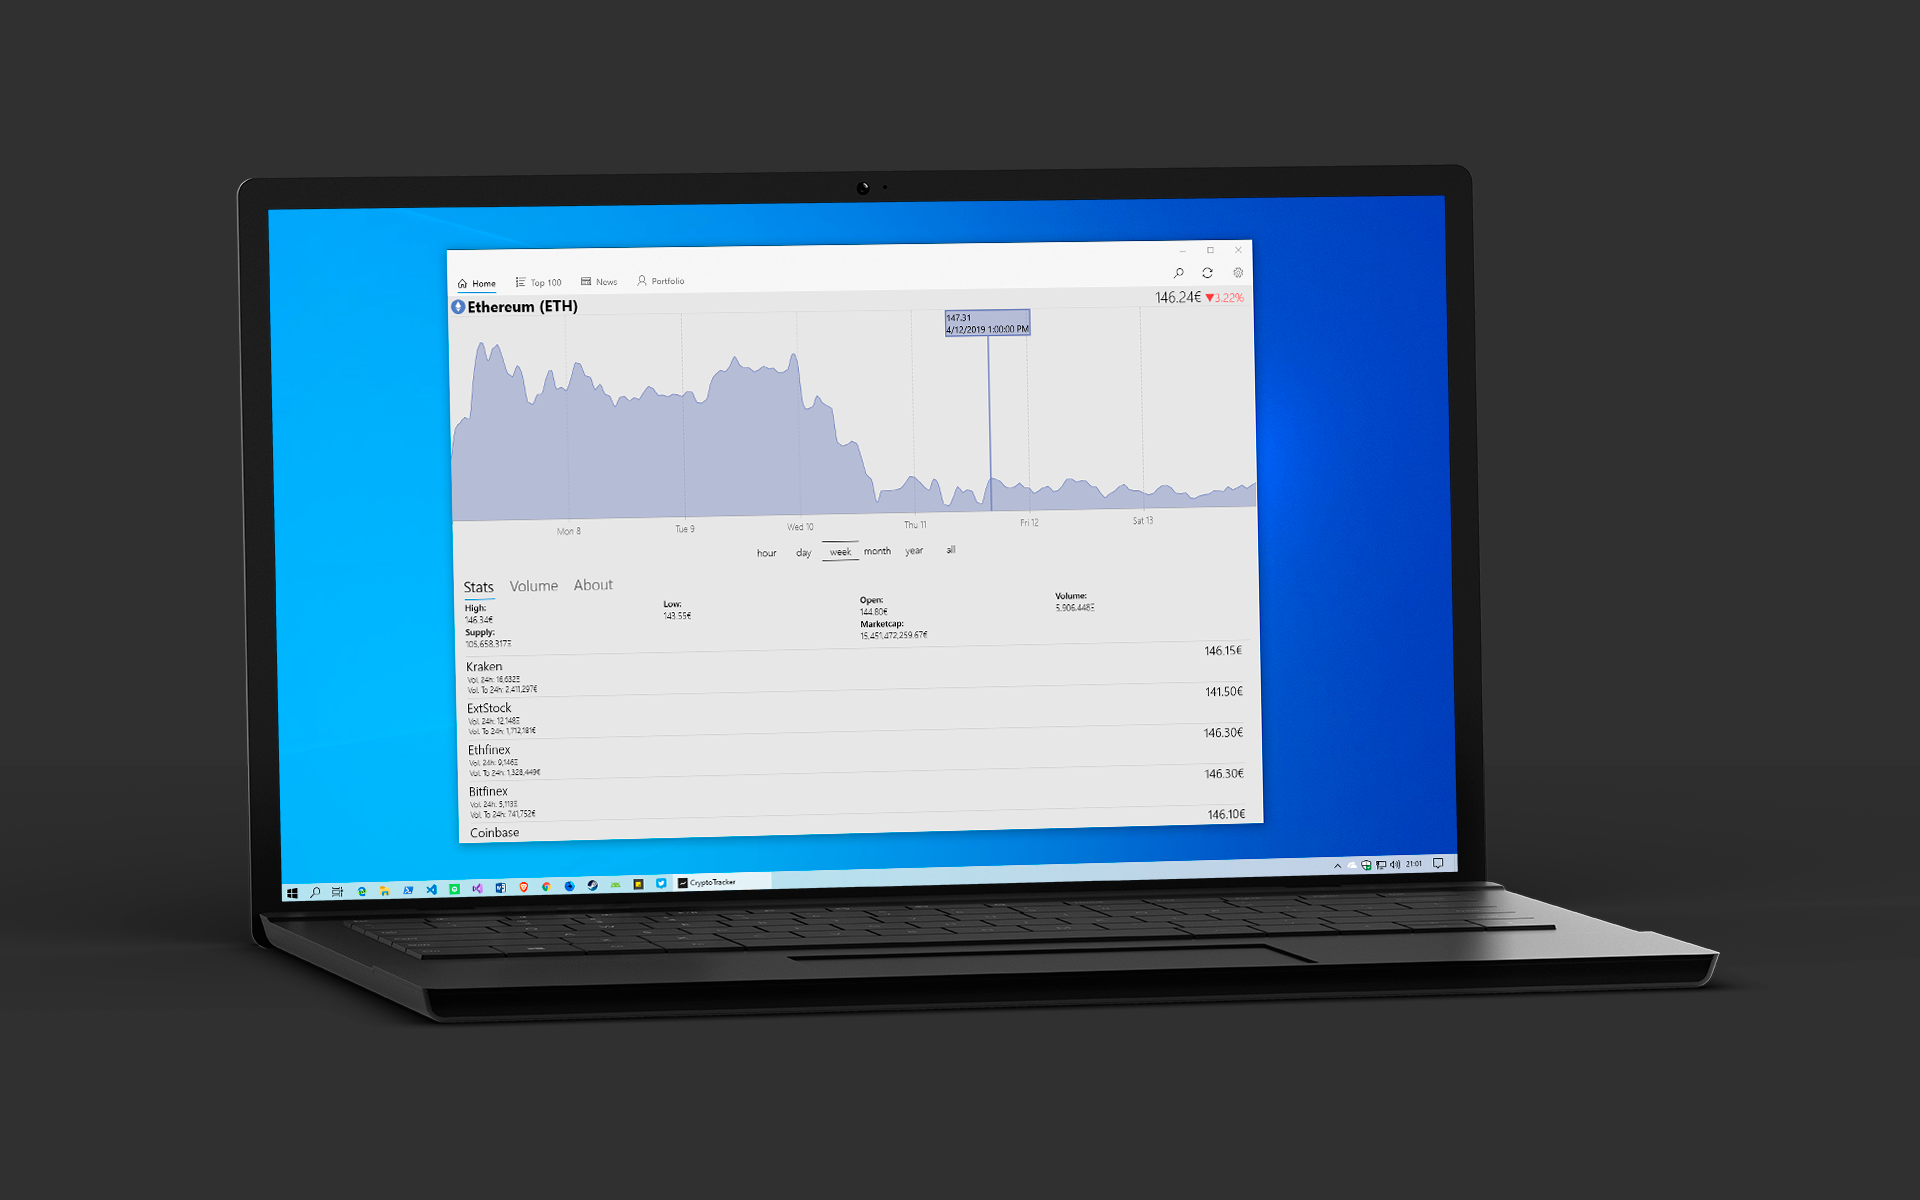 Home Top 100 News Portfolio
Ethereum (ETH) 146.24€ ▼3.22%
147.31
4/12/2019 1:00:00 PM
Mon 8 Tue 9 Wed 10 Thu 11 Fri 12 Sat 13
hour day week month year all
Stats Volume About
High: Low: Open: Volume:
146.34€ 143.55€ 144.80€ 5.906.448Ξ
Supply: Marketcap:
105,658,317Ξ 15,451,472,259.67€
Kraken 146.15€
Vol. 24h: 16,632Ξ
Vol. To 24h: 2,411,297€
ExtStock 141.50€
Vol. 24h: 12,148Ξ
Vol. To 24h: 1,712,181€
Ethfinex 146.30€
Vol. 24h: 9,146Ξ
Vol. To 24h: 1,328,449€
Bitfinex 146.30€
Vol. 24h: 5,113Ξ
Vol. To 24h: 741,752€
Coinbase 146.10€
CryptoTracker 21:01